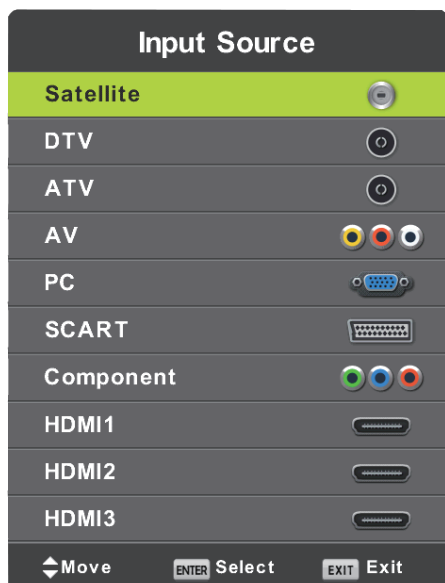 Input Source
Satellite
DTV
ATV
AV
PC
SCART
Component
HDMI1
HDMI2
HDMI3
Move ENTER Select EXIT Exit